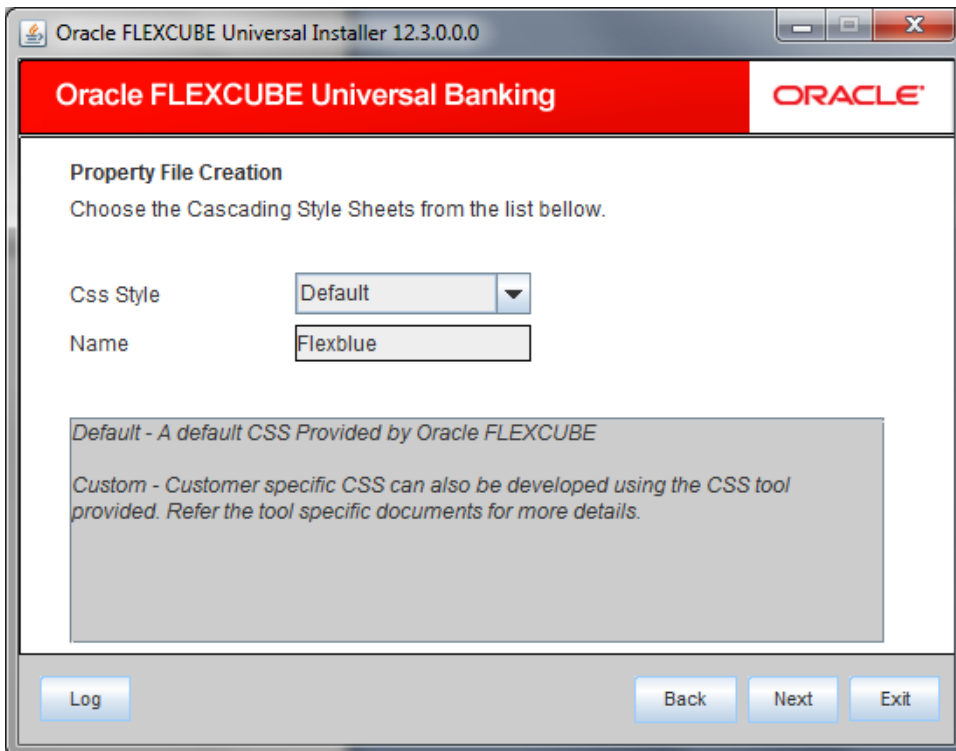 Oracle FLEXCUBE Universal Installer 12.3.0.0.0
Oracle FLEXCUBE Universal Banking
ORACLE
Property File Creation
Choose the Cascading Style Sheets from the list bellow.
Css Style
Default
Name
Flexblue
Default - A default CSS Provided by Oracle FLEXCUBE
Custom - Customer specific CSS can also be developed using the CSS tool
provided. Refer the tool specific documents for more details.
Log
Back
Next
Exit